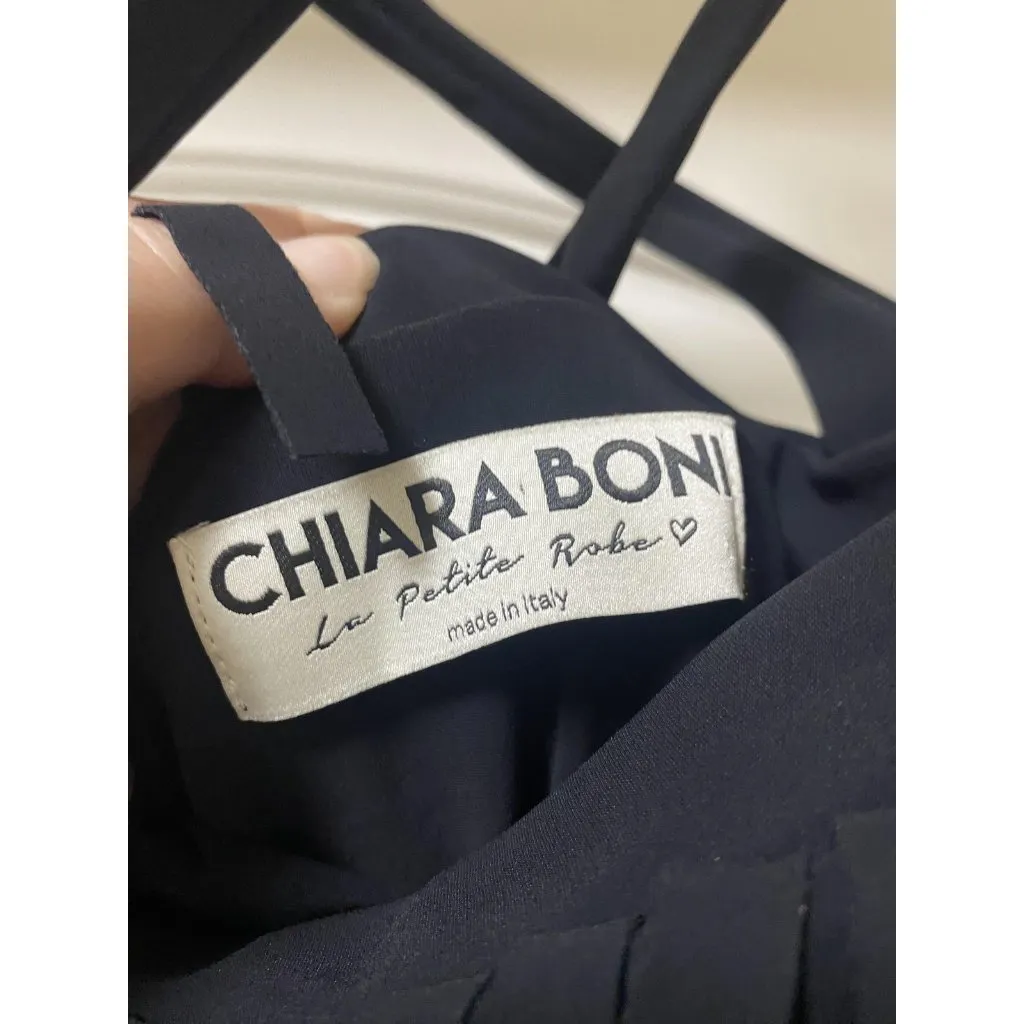 CHIARA BONI
La Petite Robe ♡
made in Italy